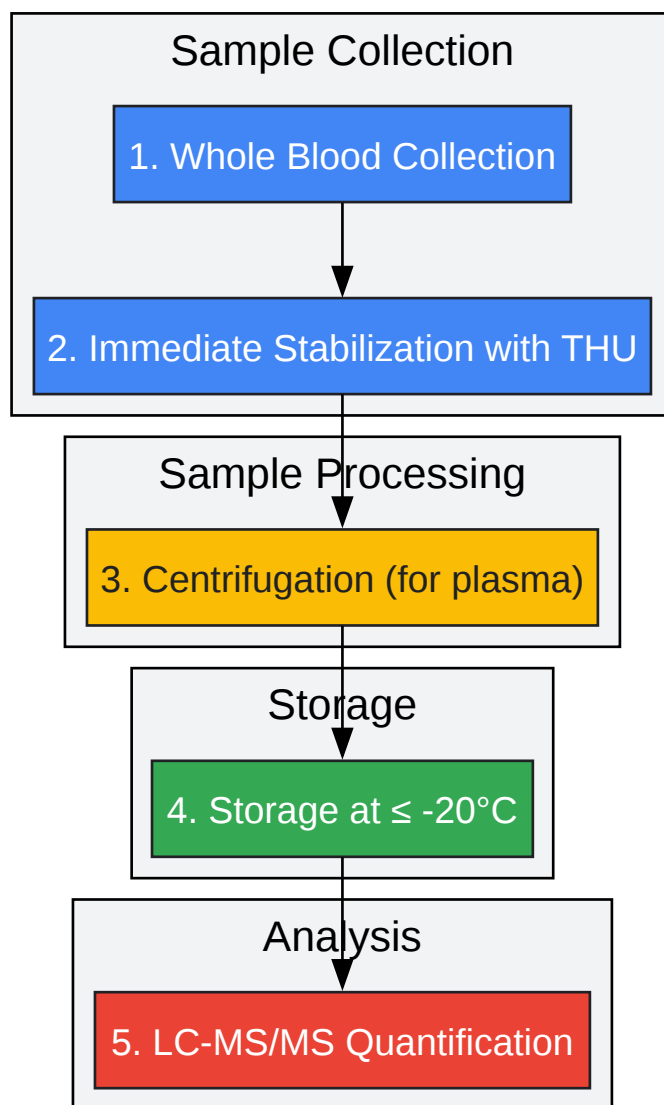 Sample Collection
1. Whole Blood Collection
2. Immediate Stabilization with THU
Sample Processing
3. Centrifugation (for plasma)
Storage
4. Storage at ≤ -20°C
Analysis
5. LC-MS/MS Quantification